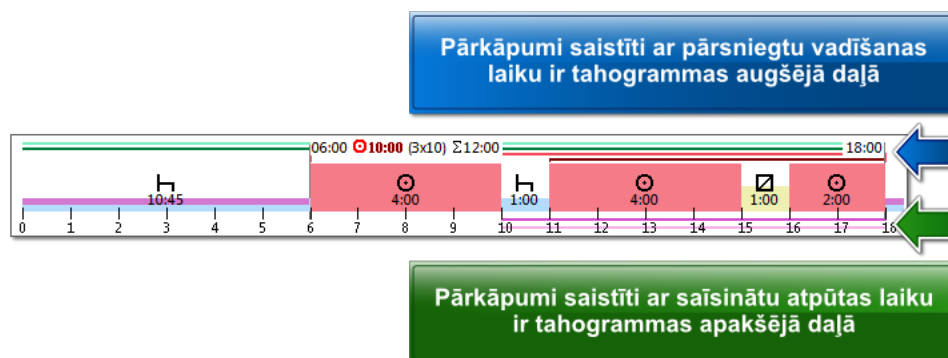 Pārkāpumi saistīti ar pārsniegtu vadīšanas
laiku ir tahogrammas augšējā daļā
06:00 10:00 (3x10) Σ12:00 18:00
10:45 4:00 1:00 4:00 1:00 2:00
0 1 2 3 4 5 6 7 8 9 10 11 12 13 14 15 16 17 18
Pārkāpumi saistīti ar saīsinātu atpūtas laiku
ir tahogrammas apakšējā daļā